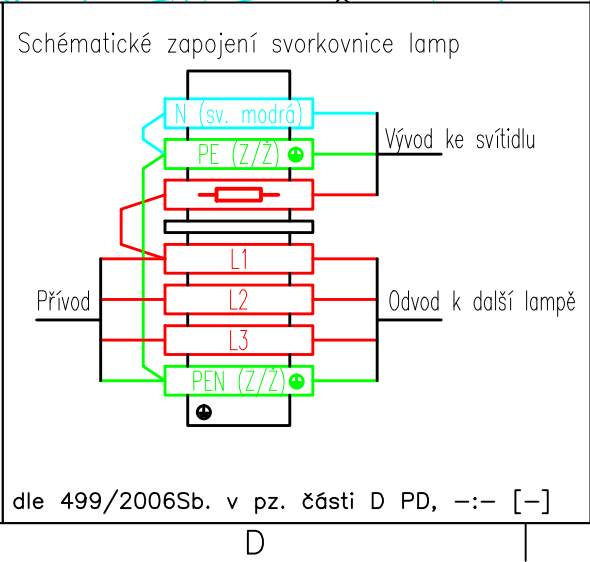 Schématické zapojení svorkovnice lamp
N (sv. modrá)
PE (Z/Ž)
Vývod ke svítidlu
L1
Přívod
L2
Odvod k další lampě
L3
PEN (Z/Ž)
dle 499/2006Sb. v pz. části D PD, -:- [-]
D